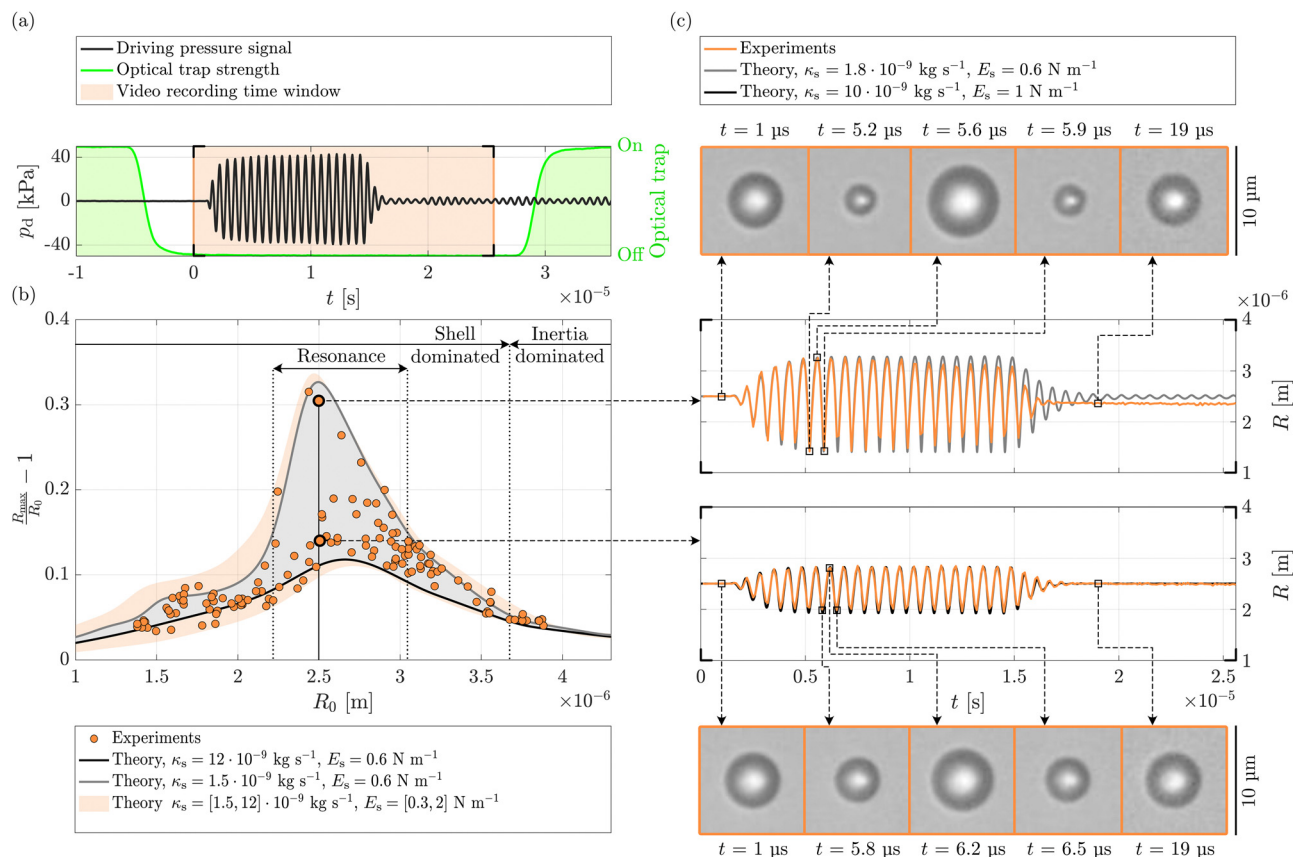 (a)
Driving pressure signal
Optical trap strength
Video recording time window
40
0
-40
p_d [kPa]
On
Off
Optical trap
-1 0 1 2 3
t [s]
×10⁻⁵
(b)
0.4
0.3
0.2
0.1
0
R_max/R_0 − 1
Shell dominated
Inertia dominated
Resonance
1 1.5 2 2.5 3 3.5 4
R_0 [m]
×10⁻⁶
Experiments
Theory, κ_s = 12 · 10⁻⁹ kg s⁻¹, E_s = 0.6 N m⁻¹
Theory, κ_s = 1.5 · 10⁻⁹ kg s⁻¹, E_s = 0.6 N m⁻¹
Theory κ_s = [1.5, 12] · 10⁻⁹ kg s⁻¹, E_s = [0.3, 2] N m⁻¹
(c)
Experiments
Theory, κ_s = 1.8 · 10⁻⁹ kg s⁻¹, E_s = 0.6 N m⁻¹
Theory, κ_s = 10 · 10⁻⁹ kg s⁻¹, E_s = 1 N m⁻¹
t = 1 µs t = 5.2 µs t = 5.6 µs t = 5.9 µs t = 19 µs
10 µm
×10⁻⁶
4
3
2
1
R [m]
4
3
2
1
R [m]
0 0.5 1 1.5 2 2.5
t [s]
×10⁻⁵
10 µm
t = 1 µs t = 5.8 µs t = 6.2 µs t = 6.5 µs t = 19 µs